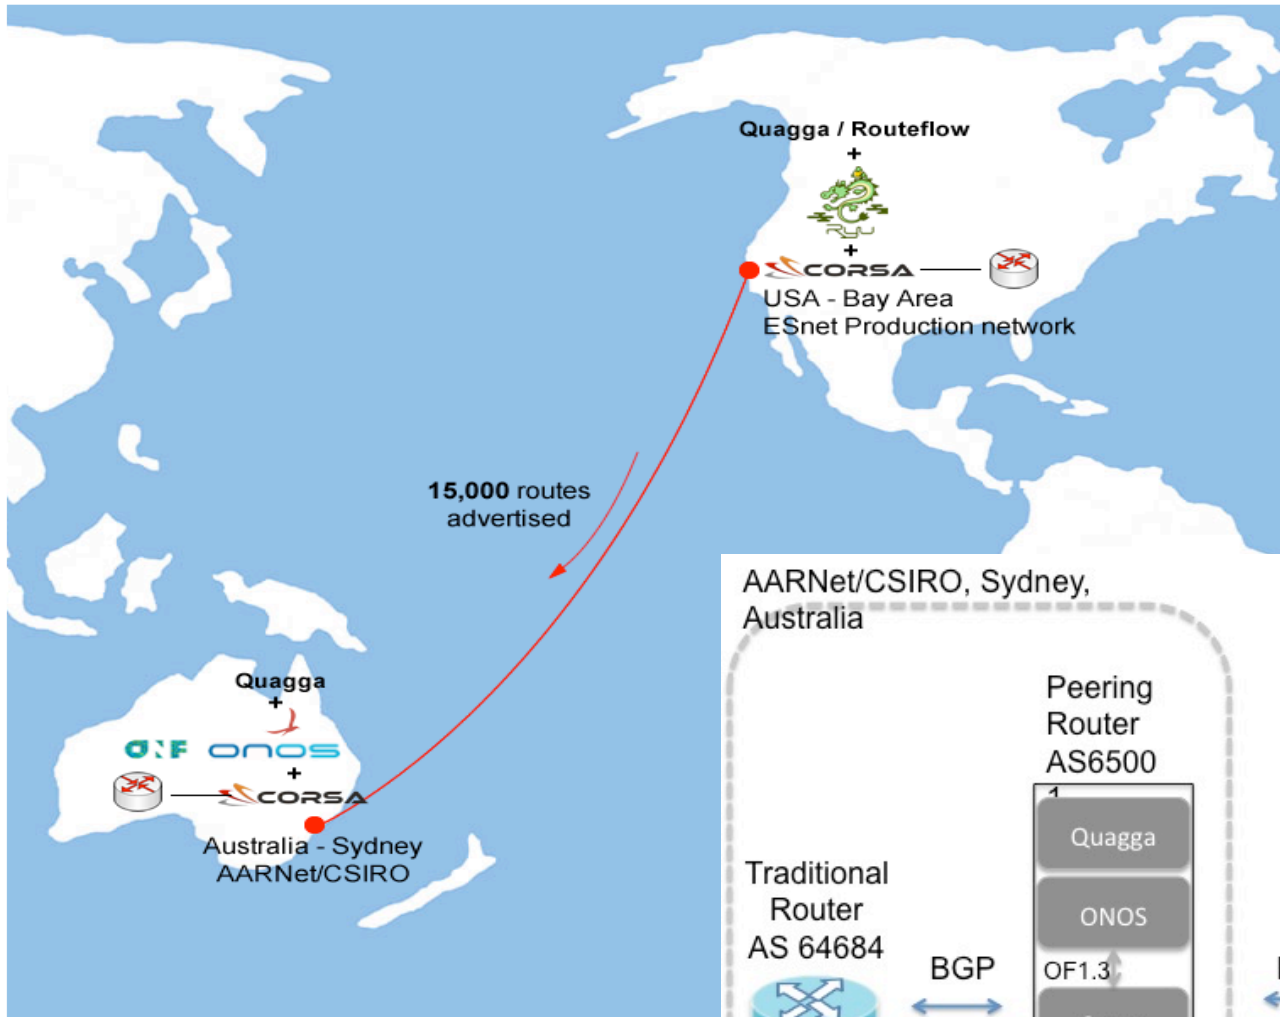 Quagga / Routeflow
+
RYU
+
CORSA
USA - Bay Area
ESnet Production network
15,000 routes
advertised
Quagga
+
ONF ONOS
+
CORSA
Australia - Sydney
AARNet/CSIRO
AARNet/CSIRO, Sydney,
Australia
Peering
Router
AS6500
1
Quagga
ONOS
OF1.3
Traditional
Router
AS 64684
BGP